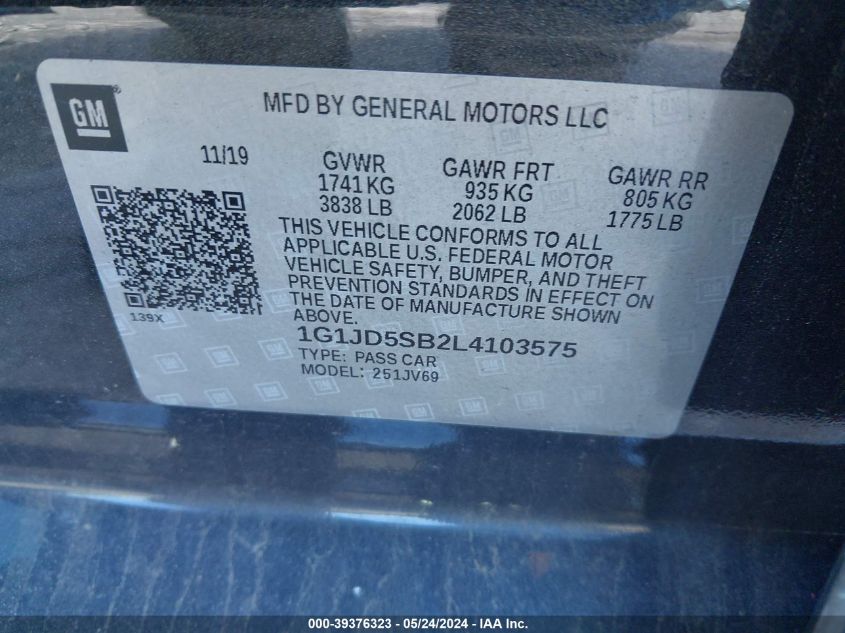 GM ®
MFD BY GENERAL MOTORS LLC
11/19 GVWR GAWR FRT GAWR RR
1741 KG 935 KG 805 KG
3838 LB 2062 LB 1775 LB
THIS VEHICLE CONFORMS TO ALL
APPLICABLE U.S. FEDERAL MOTOR
VEHICLE SAFETY, BUMPER, AND THEFT
PREVENTION STANDARDS IN EFFECT ON
THE DATE OF MANUFACTURE SHOWN
ABOVE.
139X
1G1JD5SB2L4103575
TYPE: PASS CAR
MODEL: 251JV69
000-39376323 - 05/24/2024 - IAAI Inc.